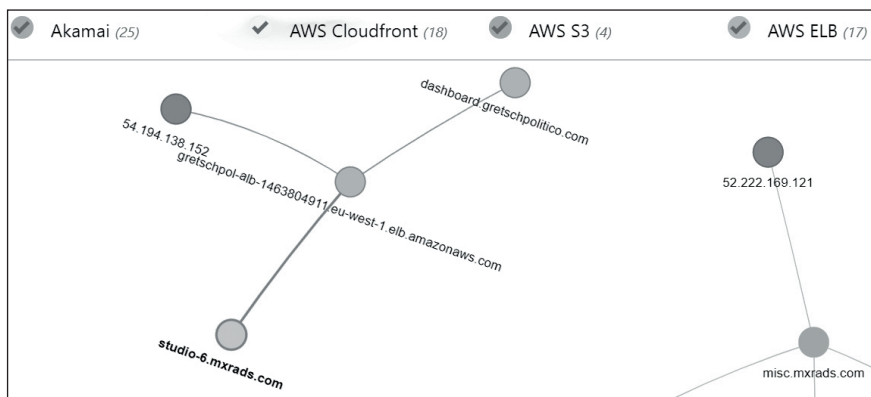 Akamai (25)
AWS Cloudfront (18)
AWS S3 (4)
AWS ELB (17)
dashboard.gretschpolitico.com
54.194.138.152
gretschpol-alb-1463804911.eu-west-1.elb.amazonaws.com
52.222.169.121
studio-6.mxrads.com
misc.mxrads.com